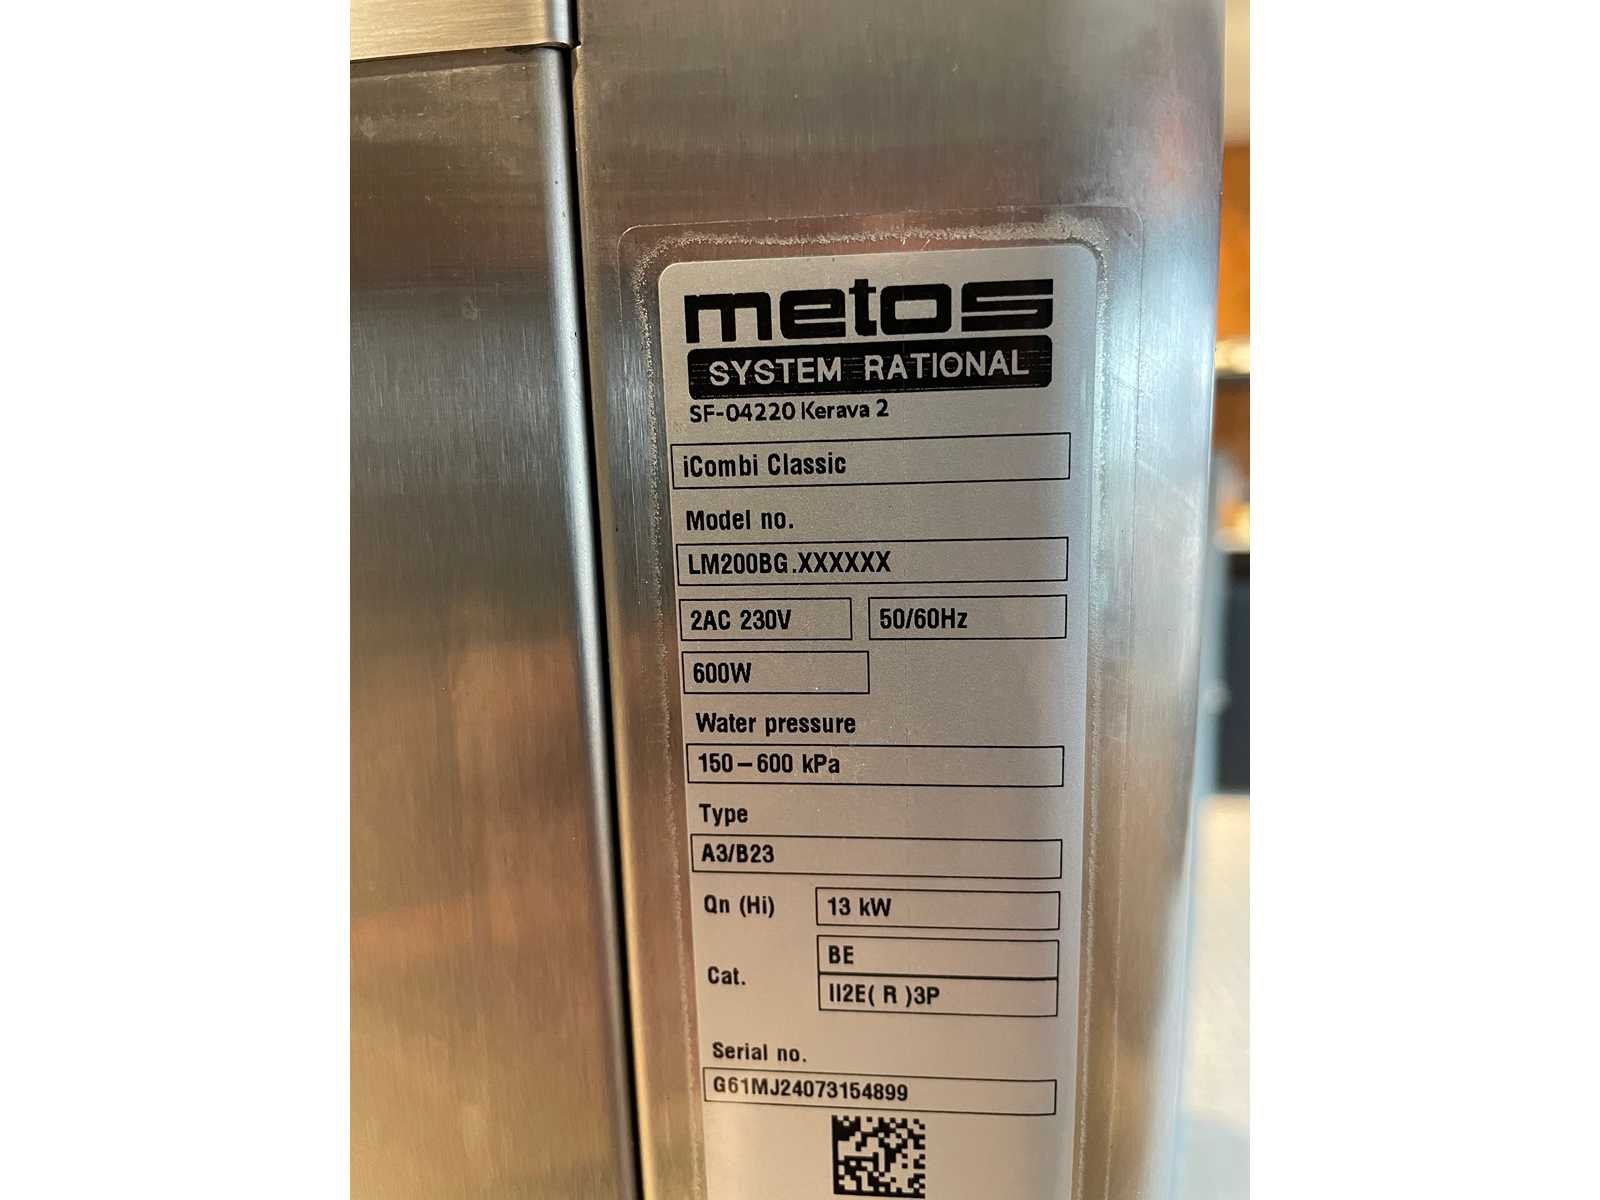 metos
SYSTEM RATIONAL
SF-04220 Kerava 2
iCombi Classic
Model no.
LM200BG.XXXXXX
2AC 230V 50/60Hz
600W
Water pressure
150–600 kPa
Type
A3/B23
Qn (Hi) 13 kW
BE
Cat.
II2E( R )3P
Serial no.
G61MJ24073154899